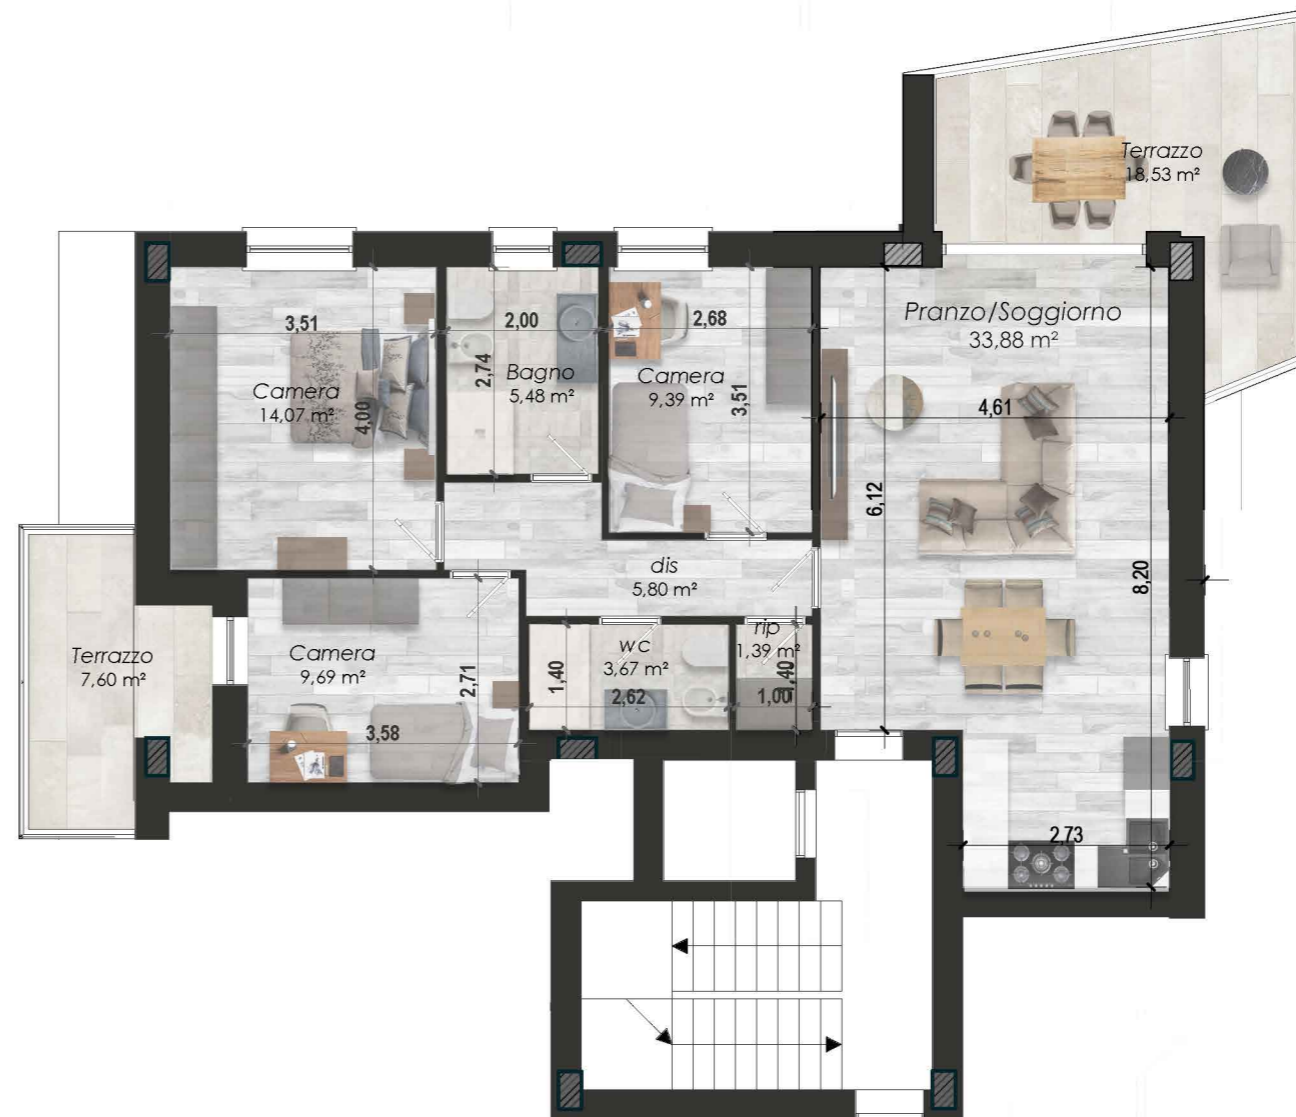 Terrazzo
18,53 m²
Pranzo/Soggiorno
33,88 m²
4,61
6,12
8,20
2,73
3,51
Camera
14,07 m²
4,00
2,00
2,74
Bagno
5,48 m²
2,68
Camera
9,39 m²
3,51
dis
5,80 m²
Terrazzo
7,60 m²
Camera
9,69 m²
2,71
3,58
wc
3,67 m²
1,40
2,62
rip
1,39 m²
1,00
1,40